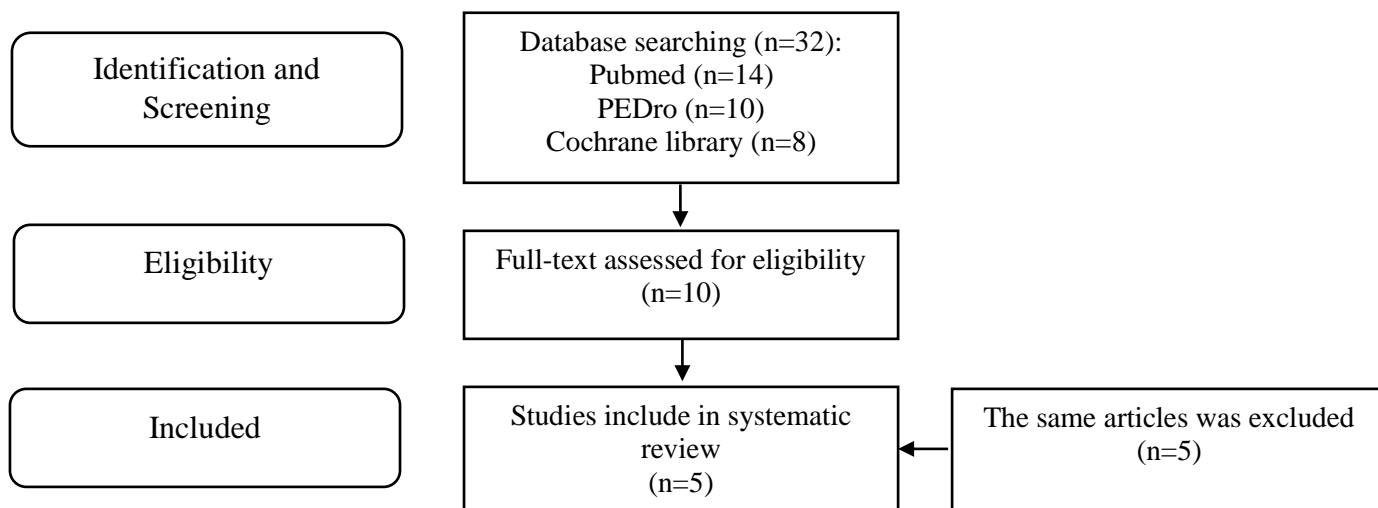 Identification and
Screening
Database searching (n=32):
Pubmed (n=14)
PEDro (n=10)
Cochrane library (n=8)
Eligibility
Full-text assessed for eligibility
(n=10)
Included
Studies include in systematic
review
(n=5)
The same articles was excluded
(n=5)